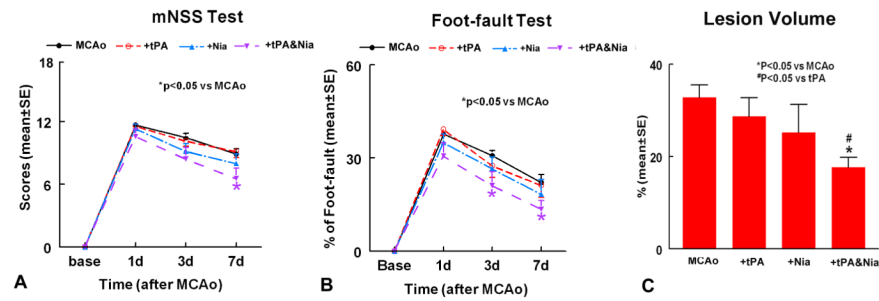 mNSS Test
MCAo +tPA +Nia +tPA&Nia
18
12
6
0
Scores (mean±SE)
*p<0.05 vs MCAo
*
base 1d 3d 7d
Time (after MCAo)
A
Foot-fault Test
MCAo +tPA +Nia +tPA&Nia
60
30
0
% of Foot-fault (mean±SE)
*p<0.05 vs MCAo
* *
Base 1d 3d 7d
Time (after MCAo)
B
Lesion Volume
40
20
0
% (mean±SE)
*P<0.05 vs MCAo
#P<0.05 vs tPA
#
*
MCAo +tPA +Nia +tPA&Nia
C